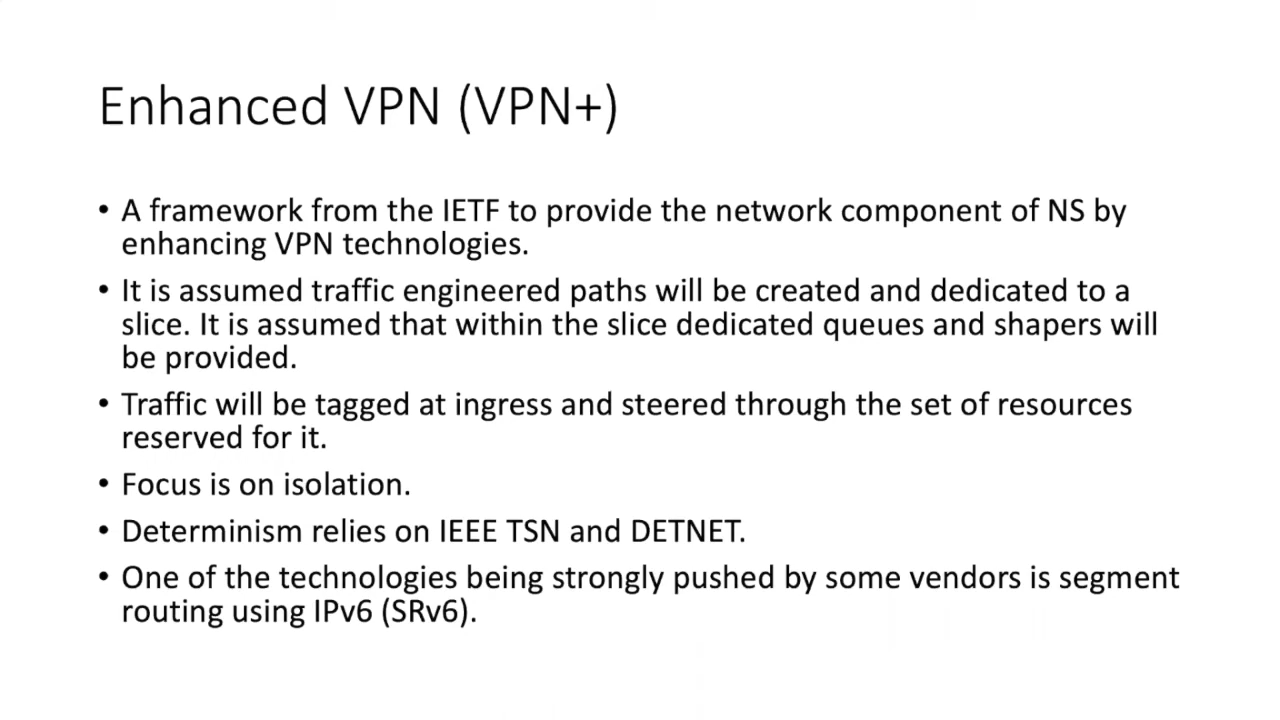 Enhanced VPN (VPN+)
• A framework from the IETF to provide the network component of NS by
enhancing VPN technologies.
• It is assumed traffic engineered paths will be created and dedicated to a
slice. It is assumed that within the slice dedicated queues and shapers will
be provided.
• Traffic will be tagged at ingress and steered through the set of resources
reserved for it.
• Focus is on isolation.
• Determinism relies on IEEE TSN and DETNET.
• One of the technologies being strongly pushed by some vendors is segment
routing using IPv6 (SRv6).